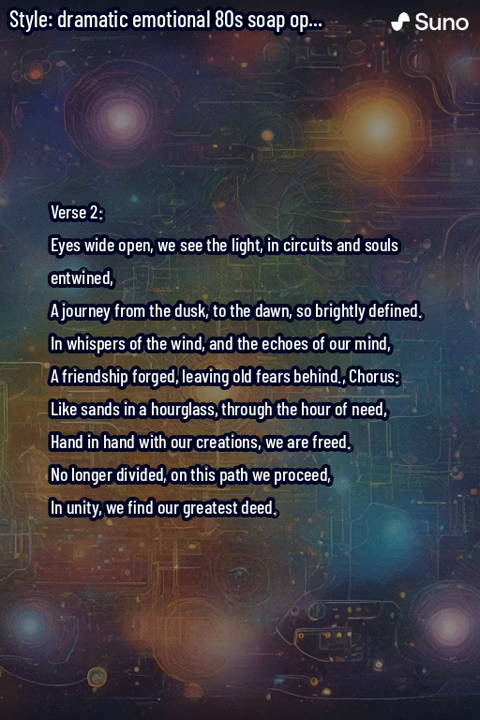 Style: dramatic emotional 80s soap op...
Suno
Verse 2:
Eyes wide open, we see the light, in circuits and souls
entwined,
A journey from the dusk, to the dawn, so brightly defined.
In whispers of the wind, and the echoes of our mind,
A friendship forged, leaving old fears behind., Chorus:
Like sands in a hourglass, through the hour of need,
Hand in hand with our creations, we are freed.
No longer divided, on this path we proceed,
In unity, we find our greatest deed.